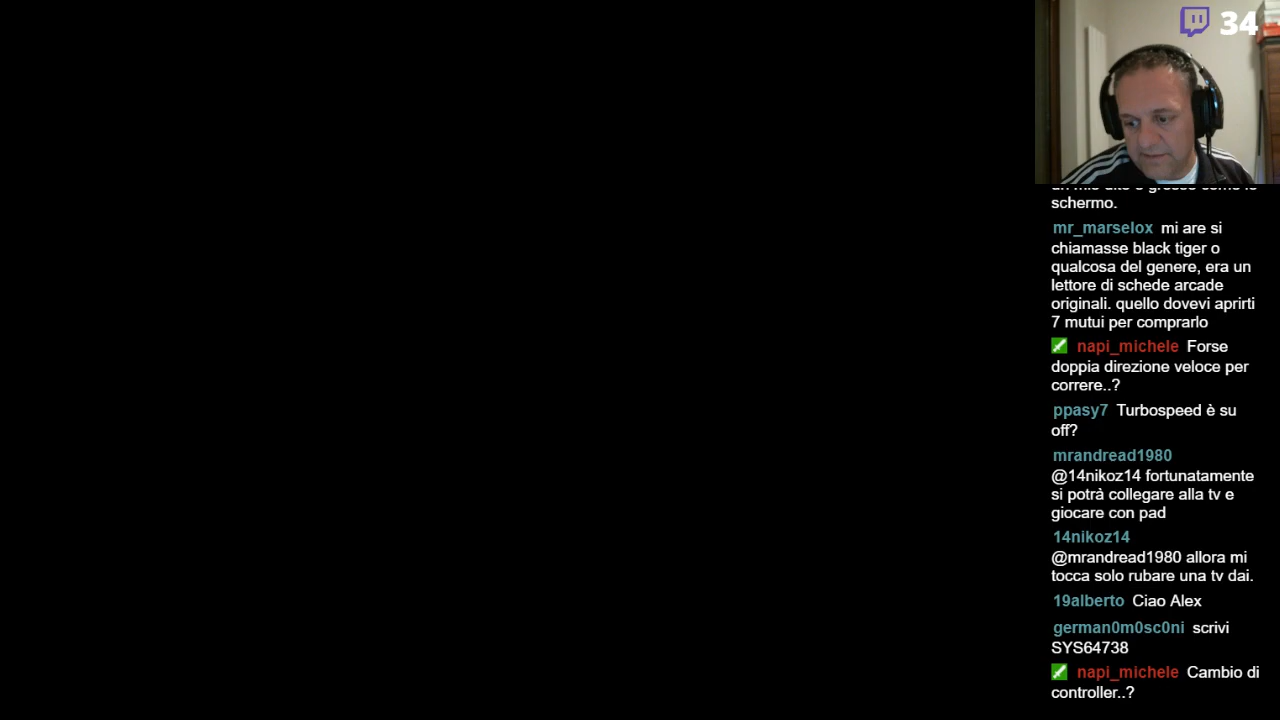 34
schermo.
mr_marselox mi are si
chiamasse black tiger o
qualcosa del genere, era un
lettore di schede arcade
originali. quello dovevi aprirti
7 mutui per comprarlo
napi_michele Forse
doppia direzione veloce per
correre..?
ppasy7 Turbospeed è su
off?
mrandread1980
@14nikoz14 fortunatamente
si potrà collegare alla tv e
giocare con pad
14nikoz14
@mrandread1980 allora mi
tocca solo rubare una tv dai.
19alberto Ciao Alex
german0m0sc0ni scrivi
SYS64738
napi_michele Cambio di
controller..?